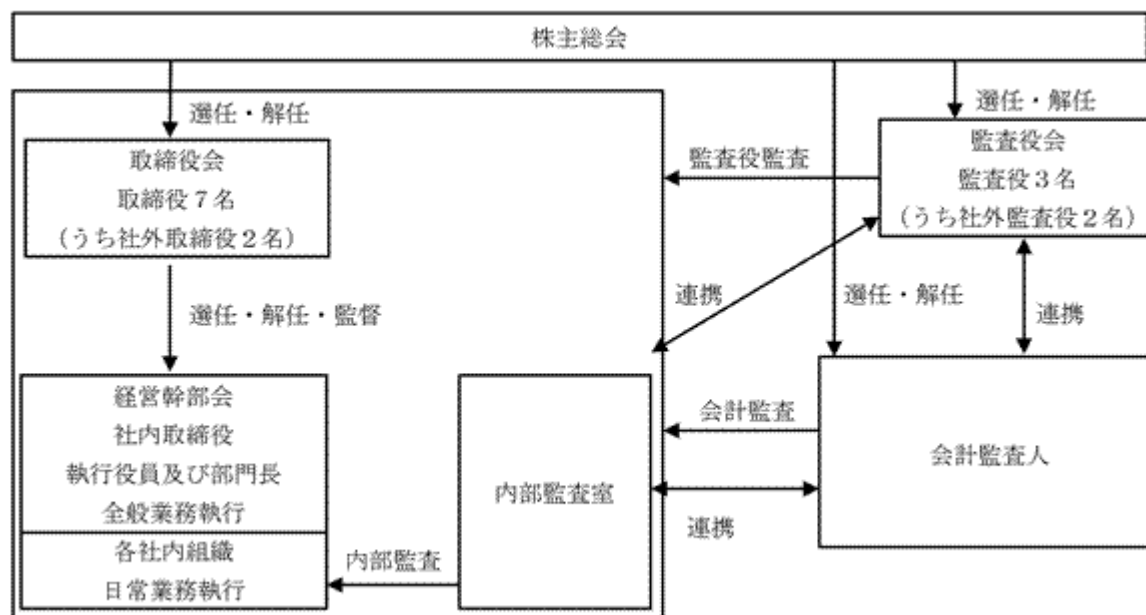 株主総会
選任・解任
選任・解任
取締役会
取締役７名
(うち社外取締役２名)
監査役監査
監査役会
監査役３名
(うち社外監査役２名)
連携
選任・解任
連携
選任・解任・監督
経営幹部会
社内取締役
執行役員及び部門長
全般業務執行
各社内組織
日常業務執行
内部監査
内部監査室
会計監査
連携
会計監査人